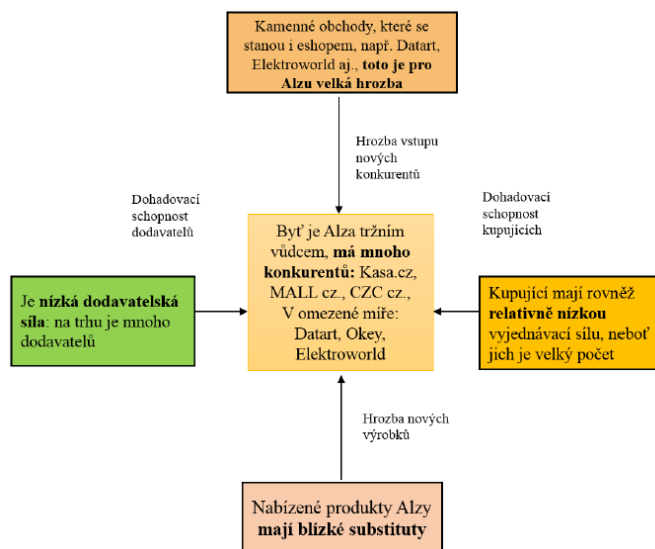 Kamenné obchody, které se
stanou i eshopem, např. Datart,
Elektroworld aj., toto je pro
Alzu velká hrozba
Hrozba vstupu
nových
konkurentů
Dohadovací
schopnost
dodavatelů
Dohadovací
schopnost
kupujících
Byť je Alza tržním
vůdcem, má mnoho
konkurentů: Kasa.cz,
MALL cz., CZC cz.,
V omezené míře:
Datart, Okey,
Elektroworld
Je nízká dodavatelská
síla: na trhu je mnoho
dodavatelů
Kupující mají rovněž
relativně nízkou
vyjednávací sílu, neboť
jich je velký počet
Hrozba nových
výrobků
Nabízené produkty Alzy
mají blízké substituty